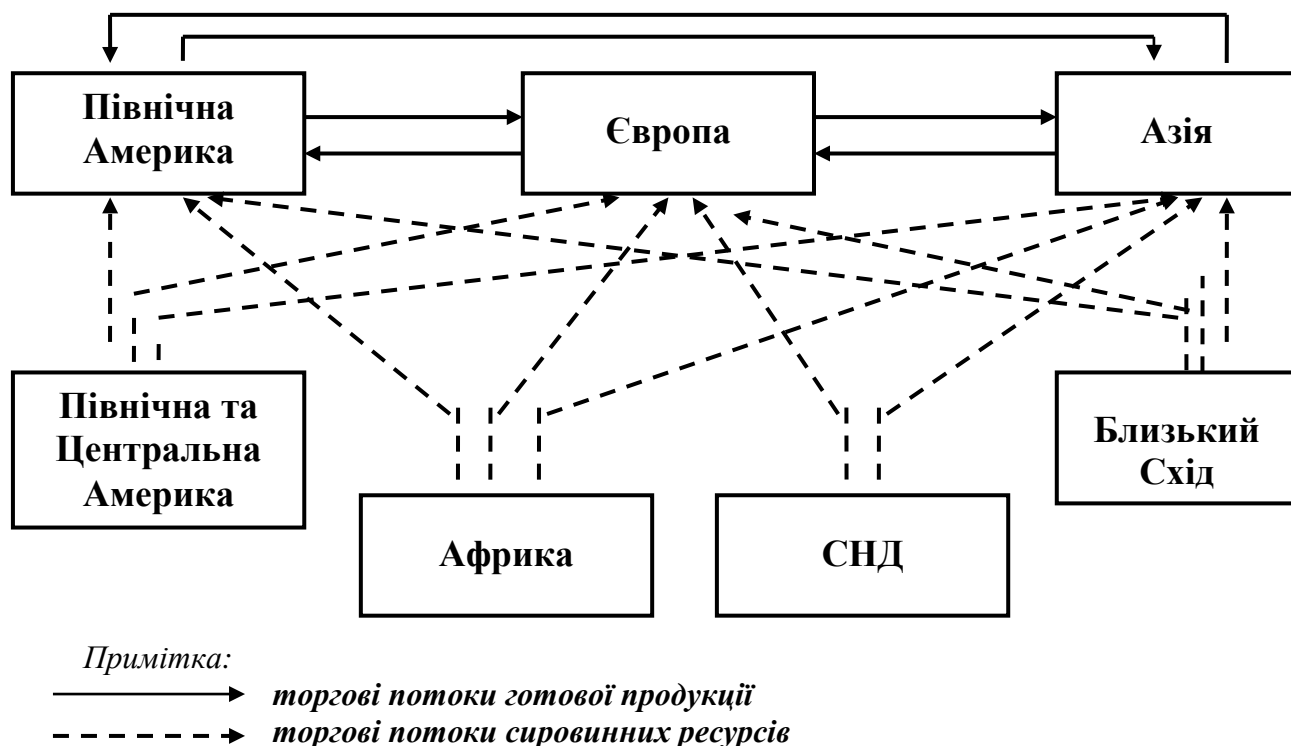 Північна
Америка
Європа
Азія
Північна та
Центральна
Америка
Близький
Схід
Африка
СНД
Примітка:
торгові потоки готової продукції
торгові потоки сировинних ресурсів